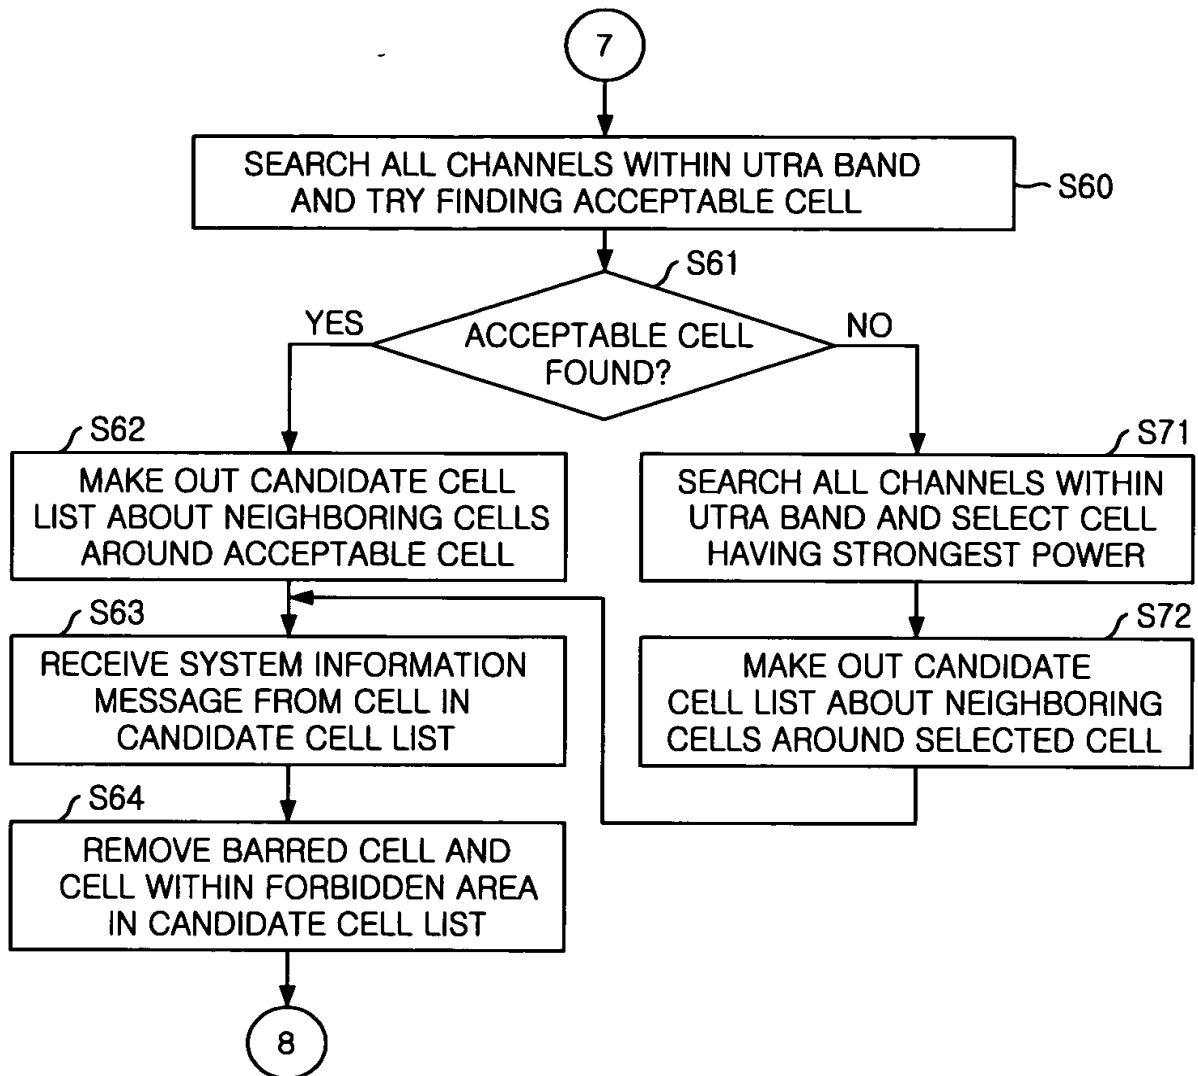 7
SEARCH ALL CHANNELS WITHIN UTRA BAND
AND TRY FINDING ACCEPTABLE CELL
S60
S61
YES
ACCEPTABLE CELL
FOUND?
NO
S62
MAKE OUT CANDIDATE CELL
LIST ABOUT NEIGHBORING CELLS
AROUND ACCEPTABLE CELL
S71
SEARCH ALL CHANNELS WITHIN
UTRA BAND AND SELECT CELL
HAVING STRONGEST POWER
S63
RECEIVE SYSTEM INFORMATION
MESSAGE FROM CELL IN
CANDIDATE CELL LIST
S72
MAKE OUT CANDIDATE
CELL LIST ABOUT NEIGHBORING
CELLS AROUND SELECTED CELL
S64
REMOVE BARRED CELL AND
CELL WITHIN FORBIDDEN AREA
IN CANDIDATE CELL LIST
8